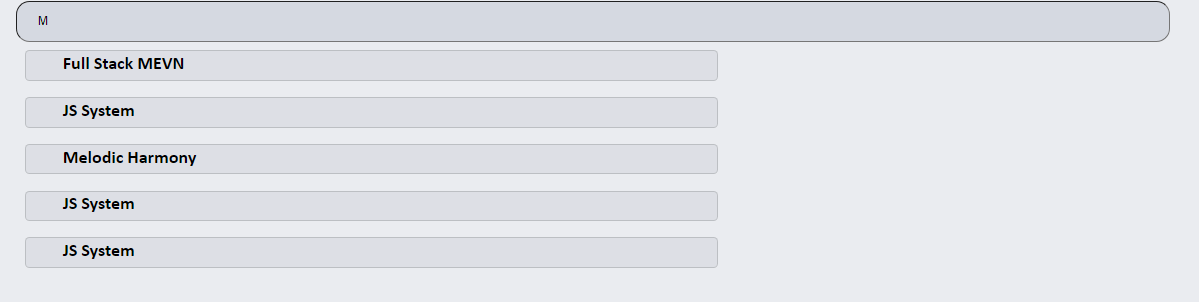 M
Full Stack MEVN
JS System
Melodic Harmony
JS System
JS System